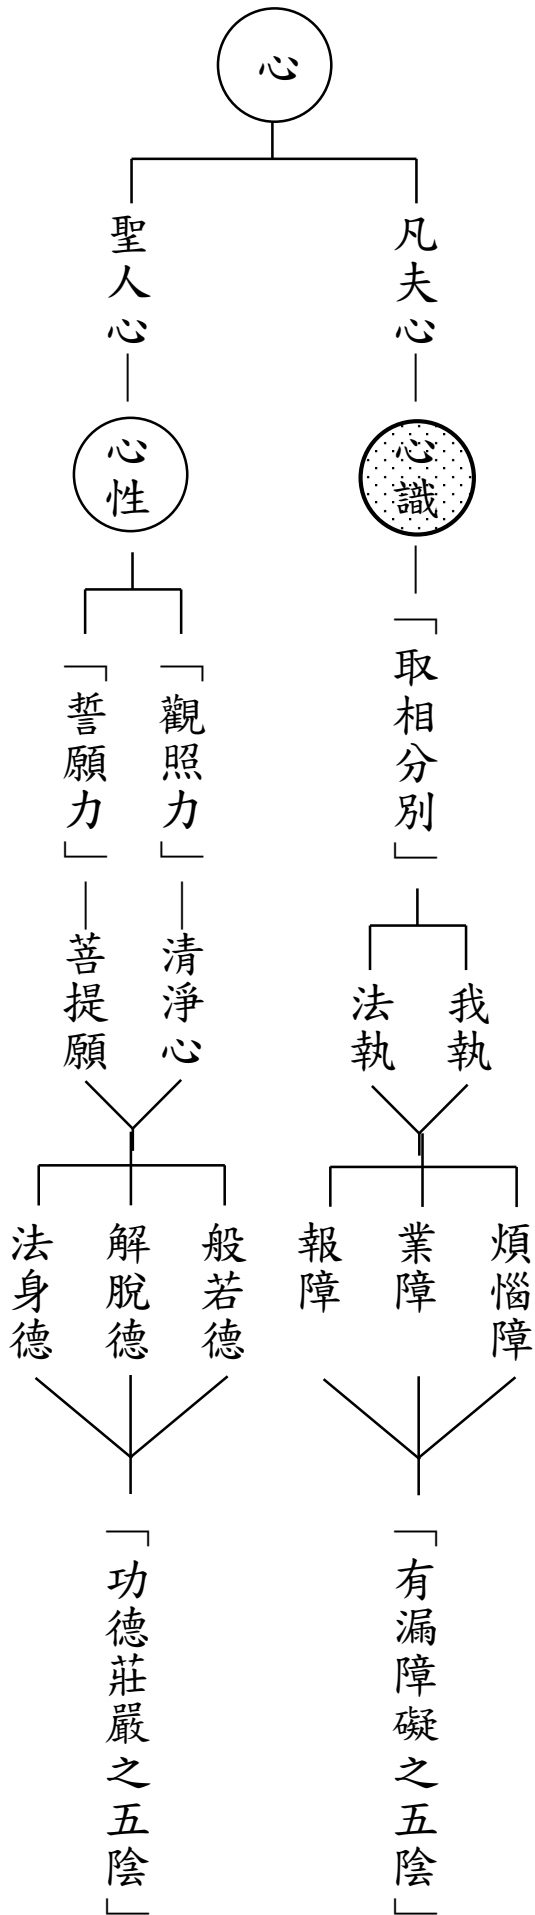 心
凡夫心
心識
「取相分別」
我執
法執
煩惱障
業障
報障
「有漏障礙之五陰」
聖人心
心性
「觀照力」
清淨心
「誓願力」
菩提願
般若德
解脫德
法身德
「功德莊嚴之五陰」